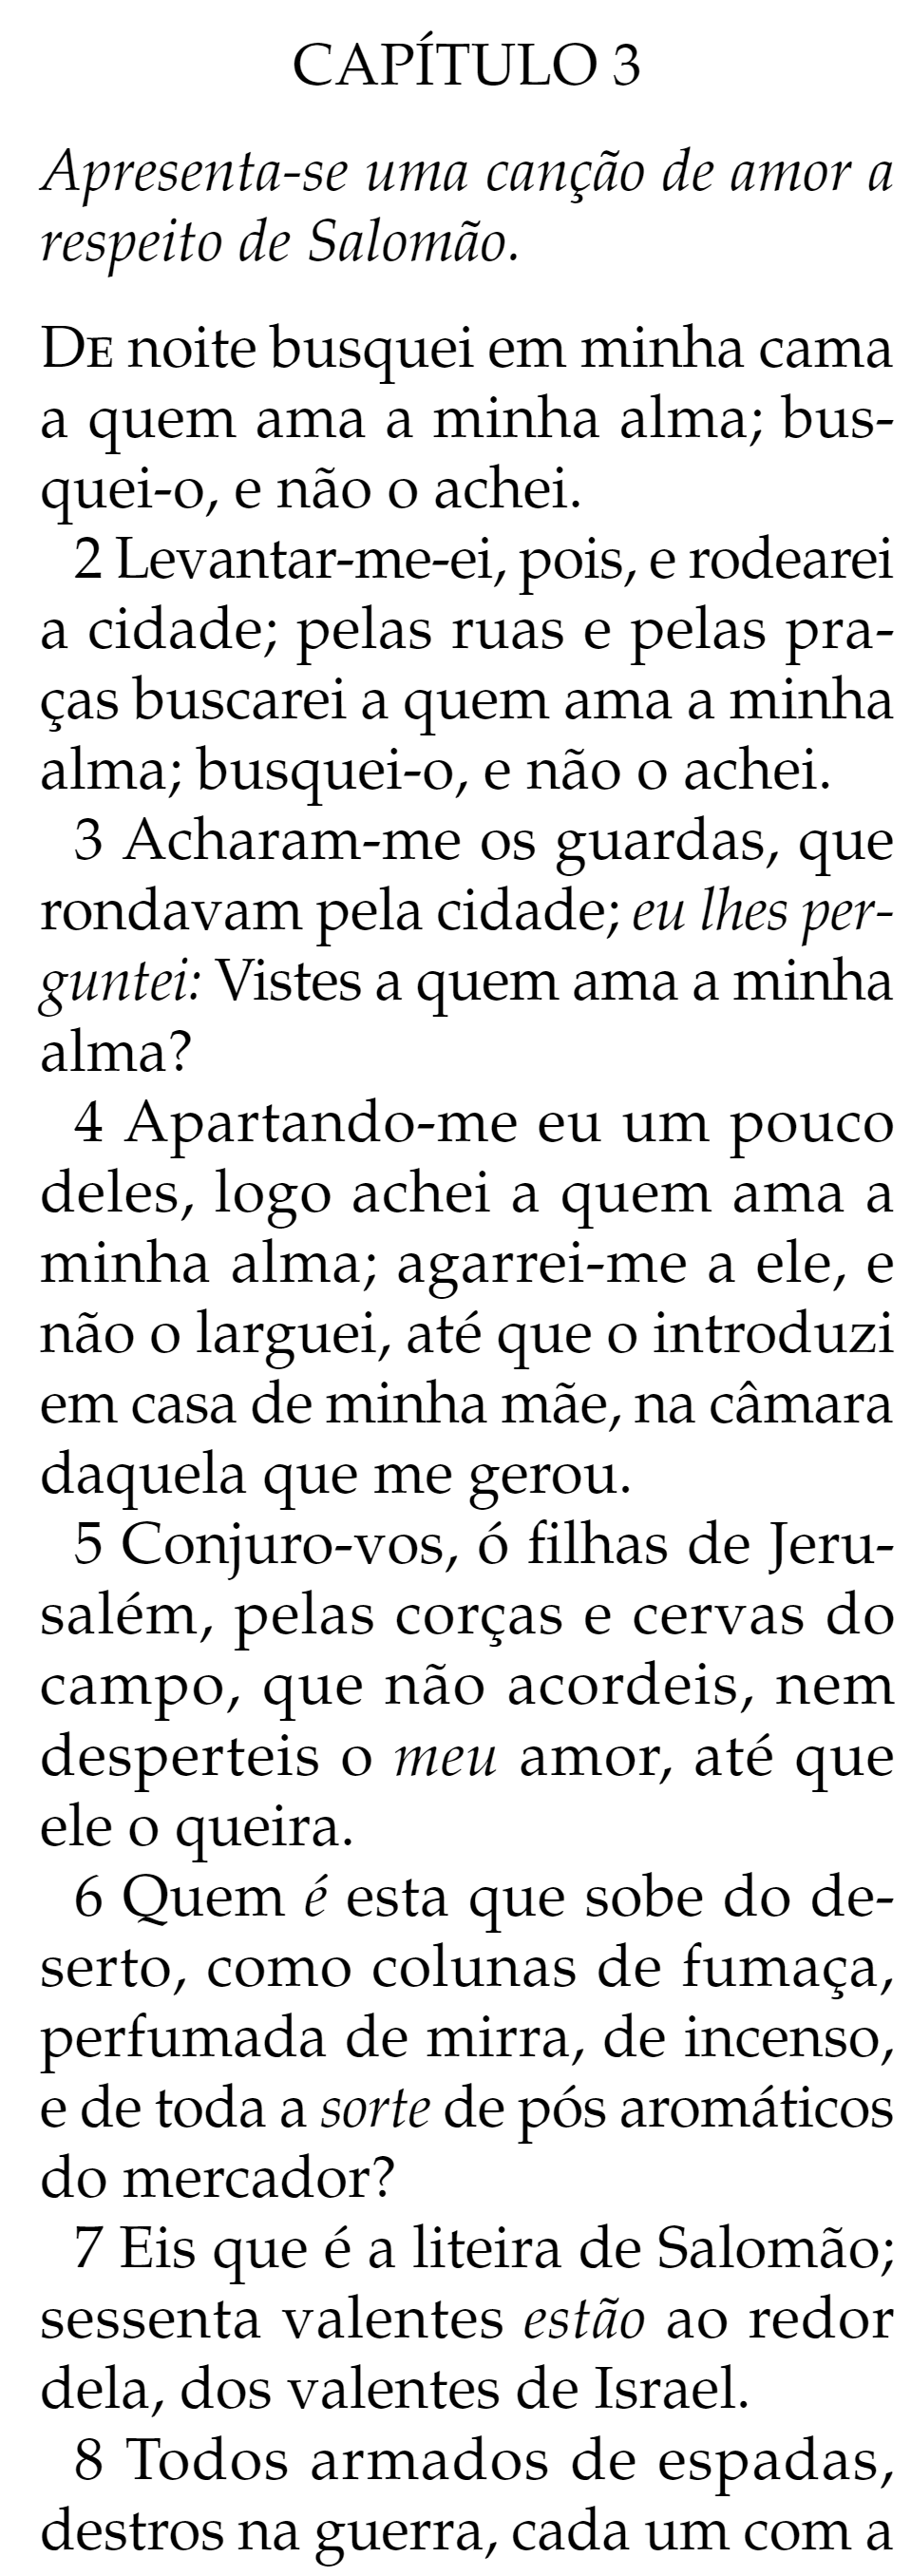 CAPÍTULO 3
Apresenta-se uma canção de amor a
respeito de Salomão.
DE noite busquei em minha cama
a quem ama a minha alma; bus-
quei-o, e não o achei.
2 Levantar-me-ei, pois, e rodearei
a cidade; pelas ruas e pelas pra-
ças buscarei a quem ama a minha
alma; busquei-o, e não o achei.
3 Acharam-me os guardas, que
rondavam pela cidade; eu lhes per-
guntei: Vistes a quem ama a minha
alma?
4 Apartando-me eu um pouco
deles, logo achei a quem ama a
minha alma; agarrei-me a ele, e
não o larguei, até que o introduzi
em casa de minha mãe, na câmara
daquela que me gerou.
5 Conjuro-vos, ó filhas de Jeru-
salém, pelas corças e cervas do
campo, que não acordeis, nem
desperteis o meu amor, até que
ele o queira.
6 Quem é esta que sobe do de-
serto, como colunas de fumaça,
perfumada de mirra, de incenso,
e de toda a sorte de pós aromáticos
do mercador?
7 Eis que é a liteira de Salomão;
sessenta valentes estão ao redor
dela, dos valentes de Israel.
8 Todos armados de espadas,
destros na guerra, cada um com a